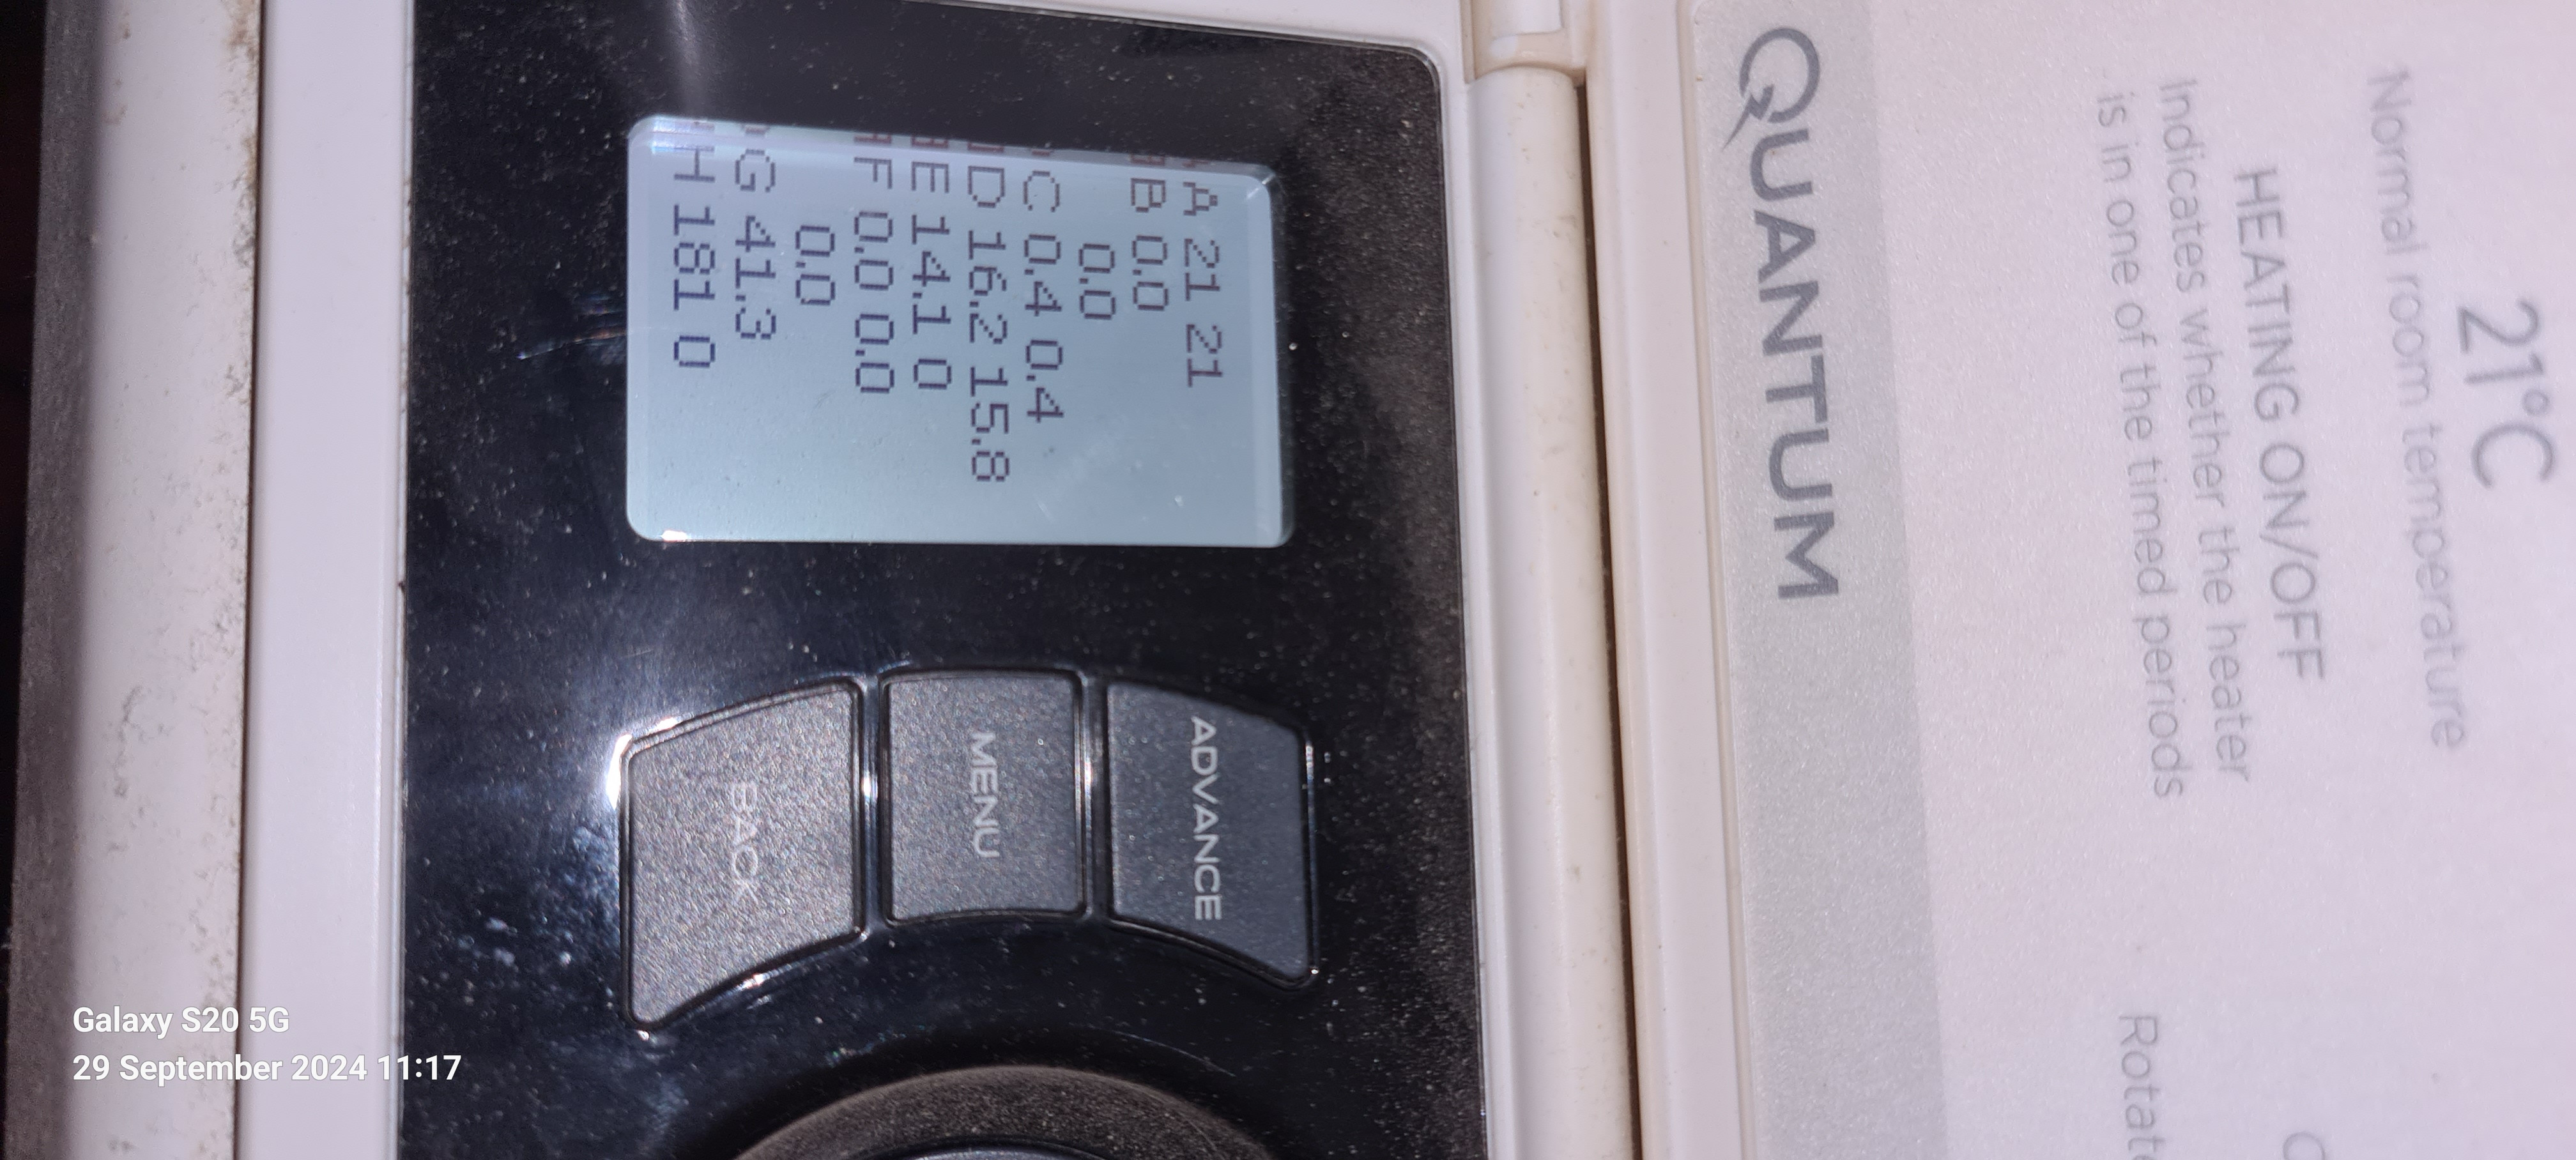 A 21 21
B 0.0
0.0
C 0.4 0.4
D 16.2 15.8
E 14.1 0
F 0.0 0.0
0.0
G 41.3
H 181 0
ADVANCE
MENU
BACK
QUANTUM
21°C
Normal room temperature
HEATING ON/OFF
Indicates whether the heater
is in one of the timed periods
Galaxy S20 5G
29 September 2024 11:17